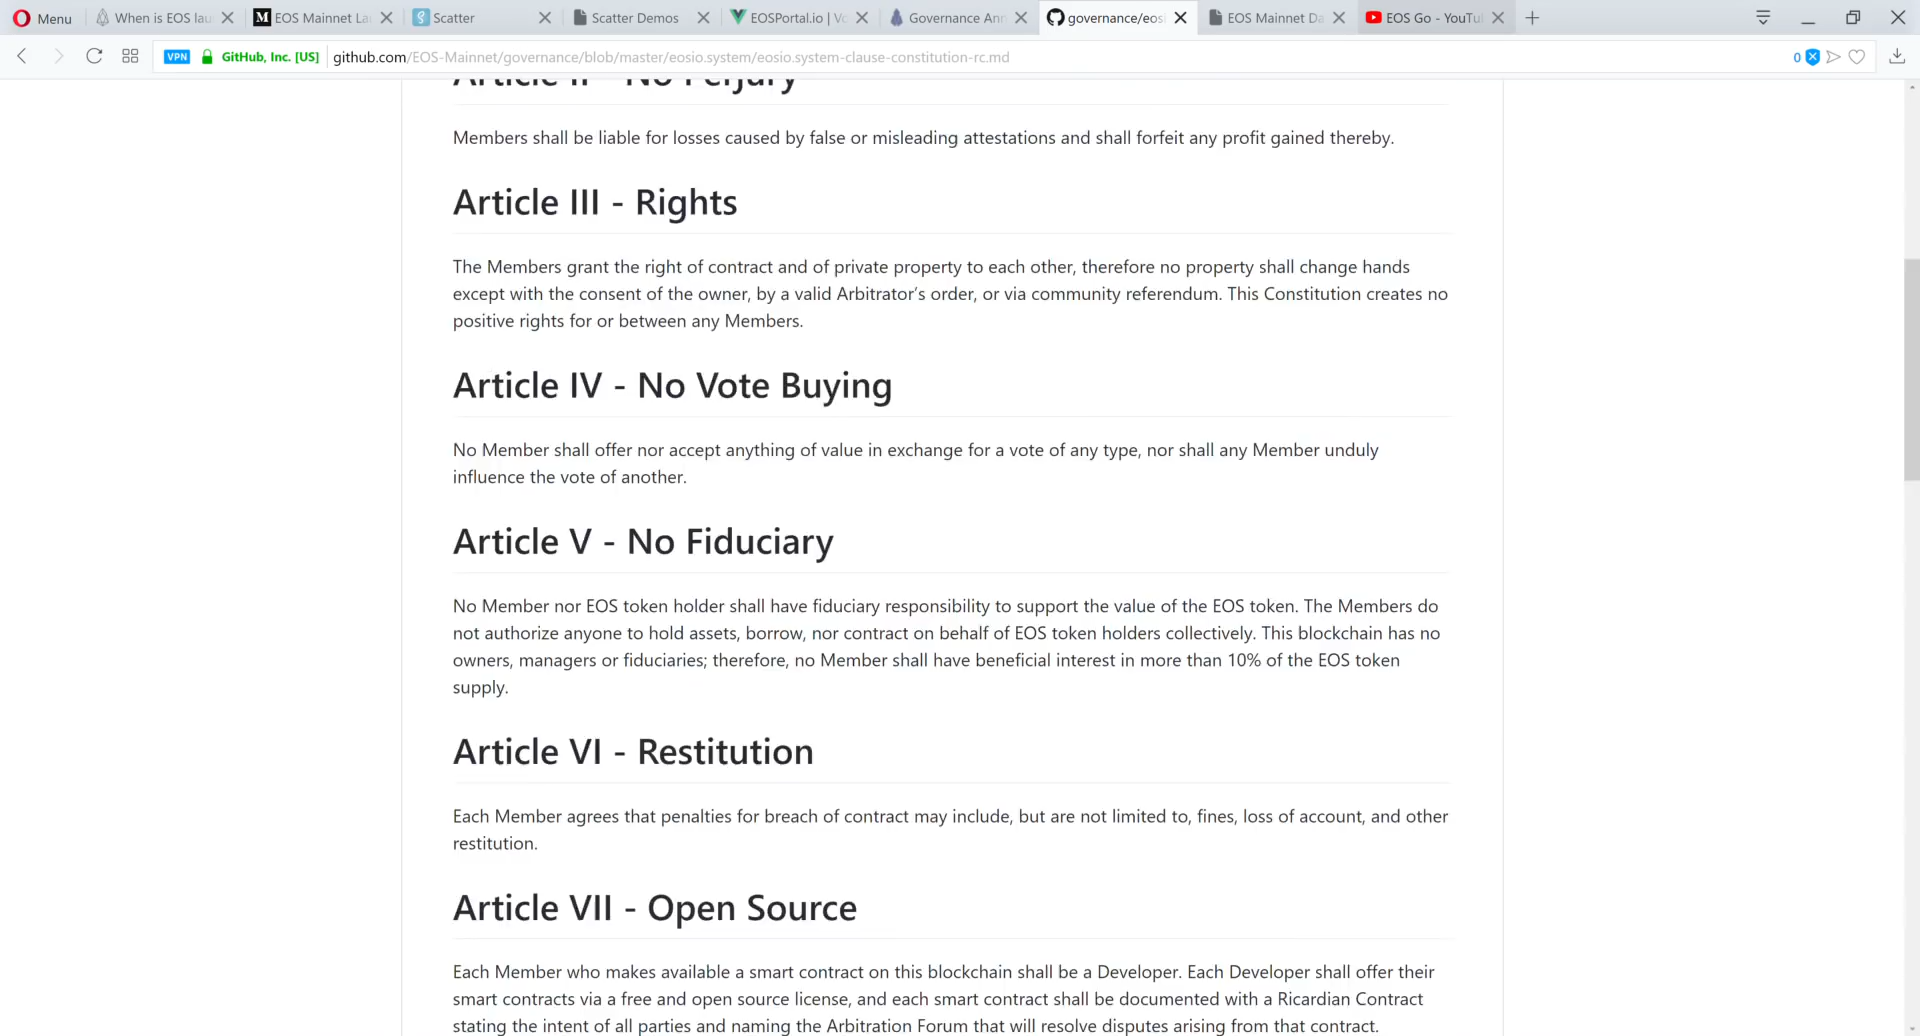 Menu
When is EOS lau
EOS Mainnet La
Scatter
Scatter Demos
EOSPortal.io | Vo
Governance Ann
governance/eosi
EOS Mainnet Da
EOS Go - YouTu
VPN
GitHub, Inc. [US]
github.com/EOS-Mainnet/governance/blob/master/eosio.system/eosio.system-clause-constitution-rc.md
0
Article II - No Perjury
Members shall be liable for losses caused by false or misleading attestations and shall forfeit any profit gained thereby.
Article III - Rights
The Members grant the right of contract and of private property to each other, therefore no property shall change hands
except with the consent of the owner, by a valid Arbitrator's order, or via community referendum. This Constitution creates no
positive rights for or between any Members.
Article IV - No Vote Buying
No Member shall offer nor accept anything of value in exchange for a vote of any type, nor shall any Member unduly
influence the vote of another.
Article V - No Fiduciary
No Member nor EOS token holder shall have fiduciary responsibility to support the value of the EOS token. The Members do
not authorize anyone to hold assets, borrow, nor contract on behalf of EOS token holders collectively. This blockchain has no
owners, managers or fiduciaries; therefore, no Member shall have beneficial interest in more than 10% of the EOS token
supply.
Article VI - Restitution
Each Member agrees that penalties for breach of contract may include, but are not limited to, fines, loss of account, and other
restitution.
Article VII - Open Source
Each Member who makes available a smart contract on this blockchain shall be a Developer. Each Developer shall offer their
smart contracts via a free and open source license, and each smart contract shall be documented with a Ricardian Contract
stating the intent of all parties and naming the Arbitration Forum that will resolve disputes arising from that contract.